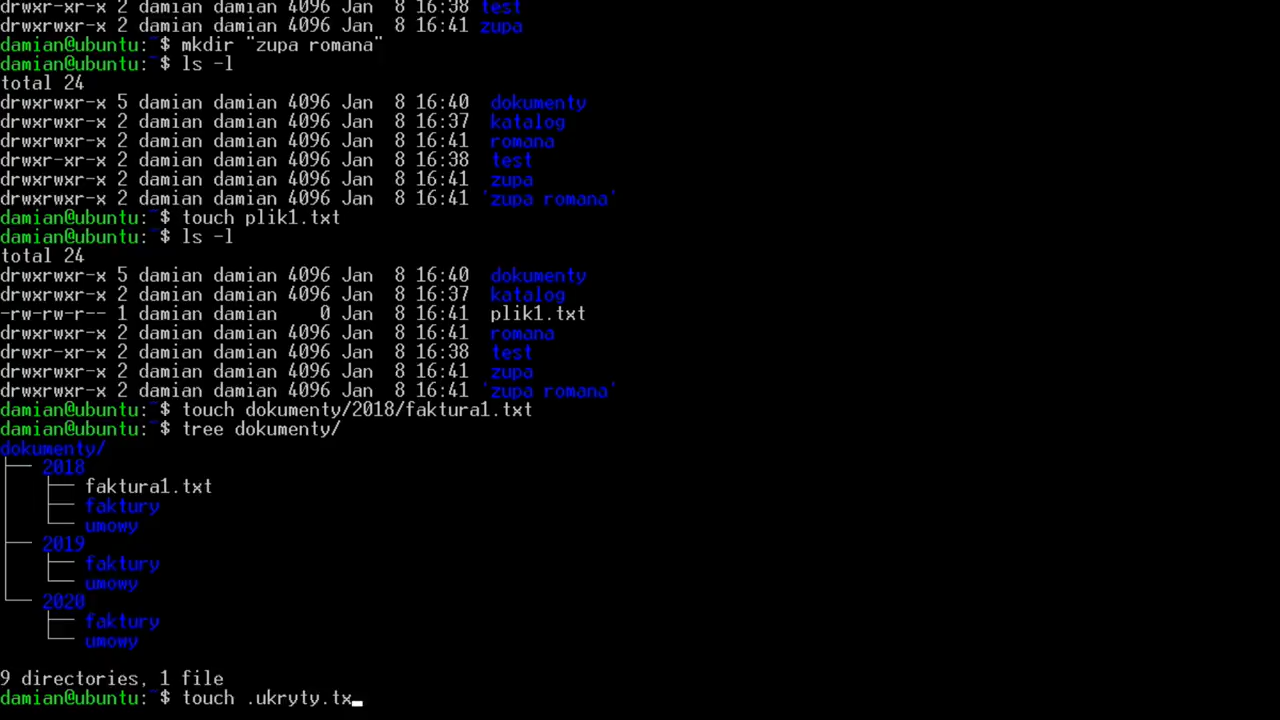 drwxr-xr-x 2 damian damian 4096 Jan  8 16:38 test
drwxrwxr-x 2 damian damian 4096 Jan  8 16:41 zupa
damian@ubuntu:~$ mkdir "zupa romana"
damian@ubuntu:~$ ls -l
total 24
drwxrwxr-x 5 damian damian 4096 Jan  8 16:40  dokumenty
drwxrwxr-x 2 damian damian 4096 Jan  8 16:37  katalog
drwxrwxr-x 2 damian damian 4096 Jan  8 16:41  romana
drwxr-xr-x 2 damian damian 4096 Jan  8 16:38  test
drwxrwxr-x 2 damian damian 4096 Jan  8 16:41  zupa
drwxrwxr-x 2 damian damian 4096 Jan  8 16:41 'zupa romana'
damian@ubuntu:~$ touch plik1.txt
damian@ubuntu:~$ ls -l
total 24
drwxrwxr-x 5 damian damian 4096 Jan  8 16:40  dokumenty
drwxrwxr-x 2 damian damian 4096 Jan  8 16:37  katalog
-rw-rw-r-- 1 damian damian    0 Jan  8 16:41  plik1.txt
drwxrwxr-x 2 damian damian 4096 Jan  8 16:41  romana
drwxr-xr-x 2 damian damian 4096 Jan  8 16:38  test
drwxrwxr-x 2 damian damian 4096 Jan  8 16:41  zupa
drwxrwxr-x 2 damian damian 4096 Jan  8 16:41 'zupa romana'
damian@ubuntu:~$ touch dokumenty/2018/faktura1.txt
damian@ubuntu:~$ tree dokumenty/
dokumenty/
├── 2018
│   ├── faktura1.txt
│   ├── faktury
│   └── umowy
├── 2019
│   ├── faktury
│   └── umowy
└── 2020
    ├── faktury
    └── umowy
9 directories, 1 file
damian@ubuntu:~$ touch .ukryty.tx_